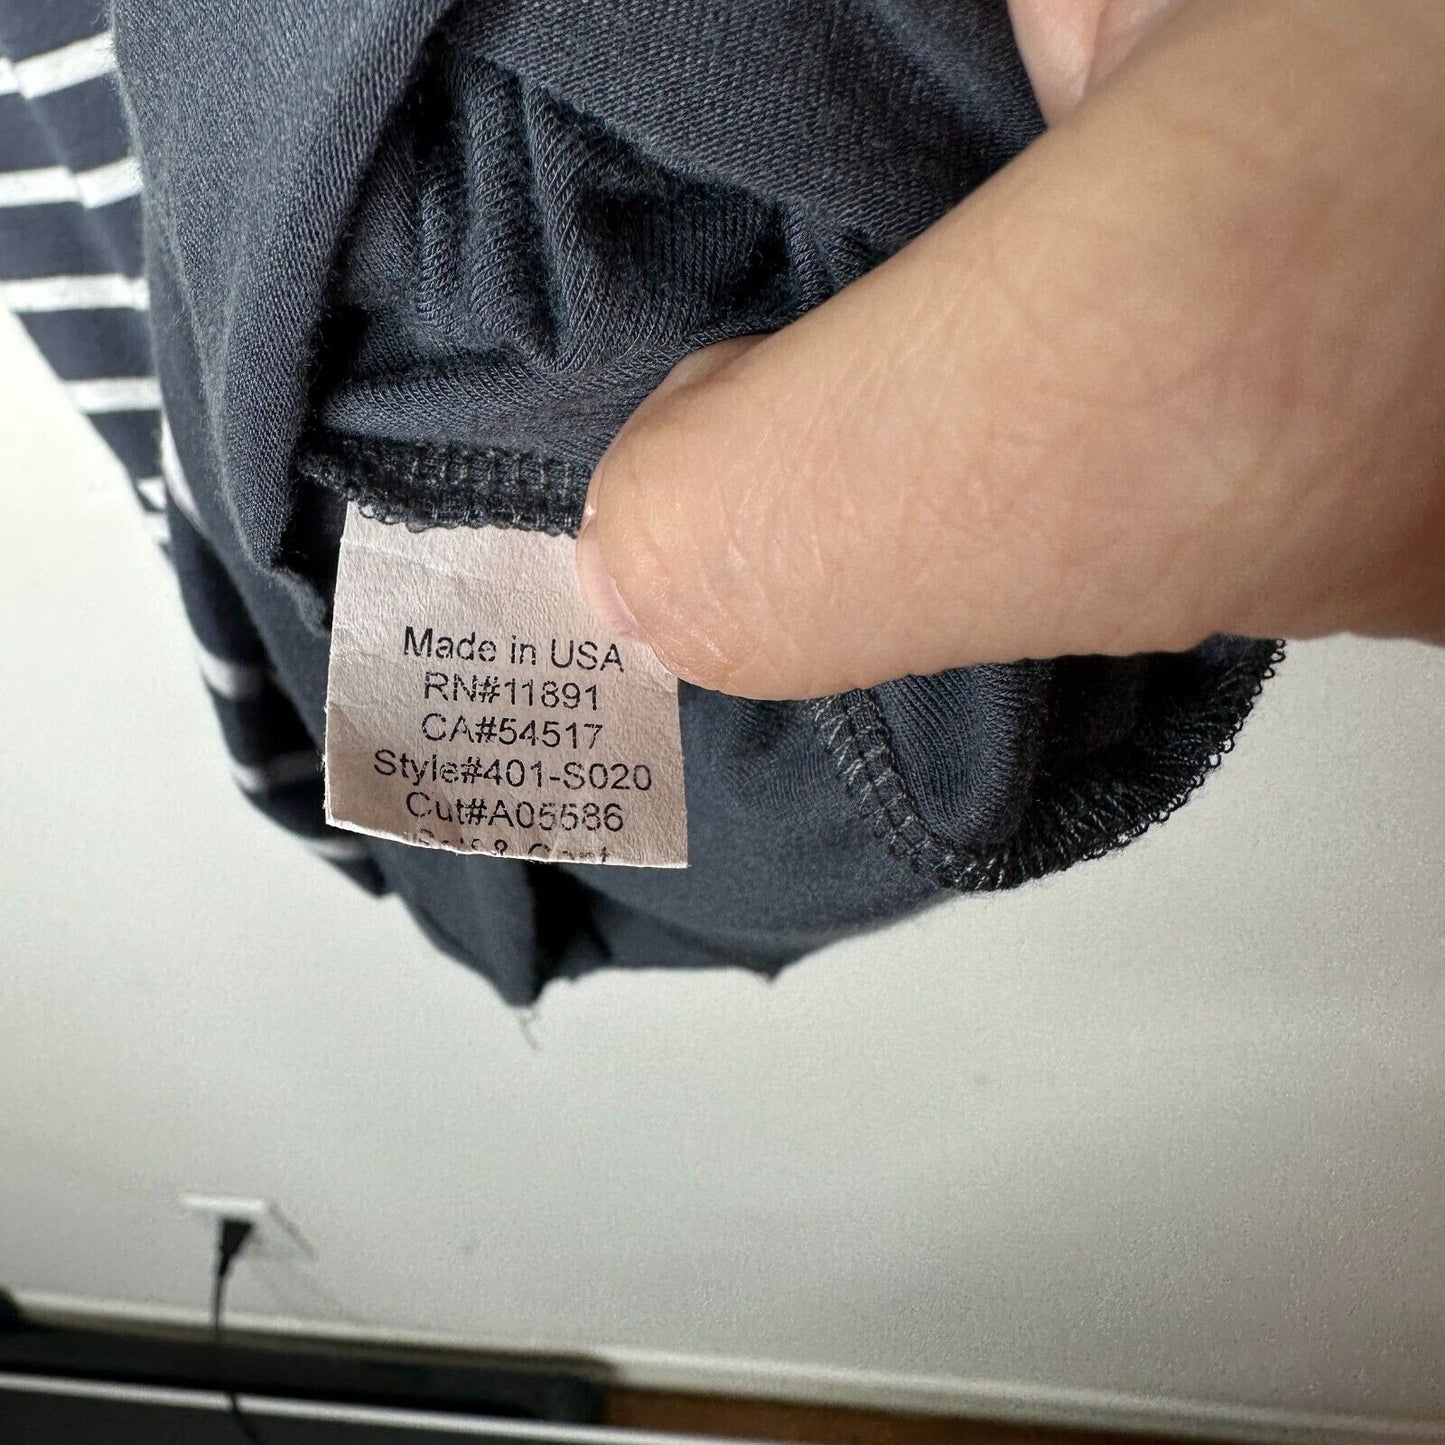 Made in USA
RN#11891
CA#54517
Style#401-S020
Cut#A05586
&